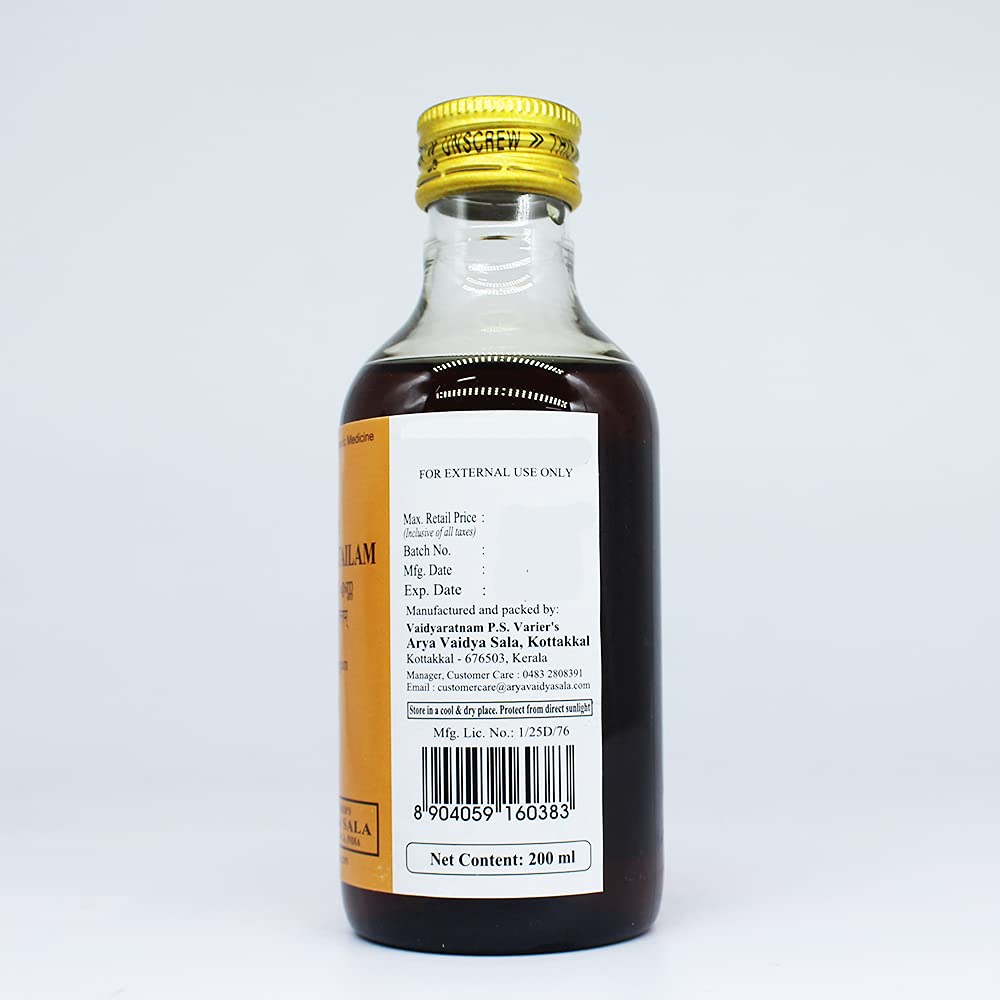 UNSCREW »
Medicine
TAILAM
SALA
INDIA
FOR EXTERNAL USE ONLY
Max. Retail Price :
(Inclusive of all taxes)
Batch No. :
Mfg. Date :
Exp. Date :
Manufactured and packed by:
Vaidyaratnam P.S. Varier's
Arya Vaidya Sala, Kottakkal
Kottakkal - 676503, Kerala
Manager, Customer Care : 0483 2808391
Email : customercare@aryavaidyasala.com
Store in a cool & dry place. Protect from direct sunlight
Mfg. Lic. No.: 1/25D/76
8 904059 160383
Net Content: 200 ml